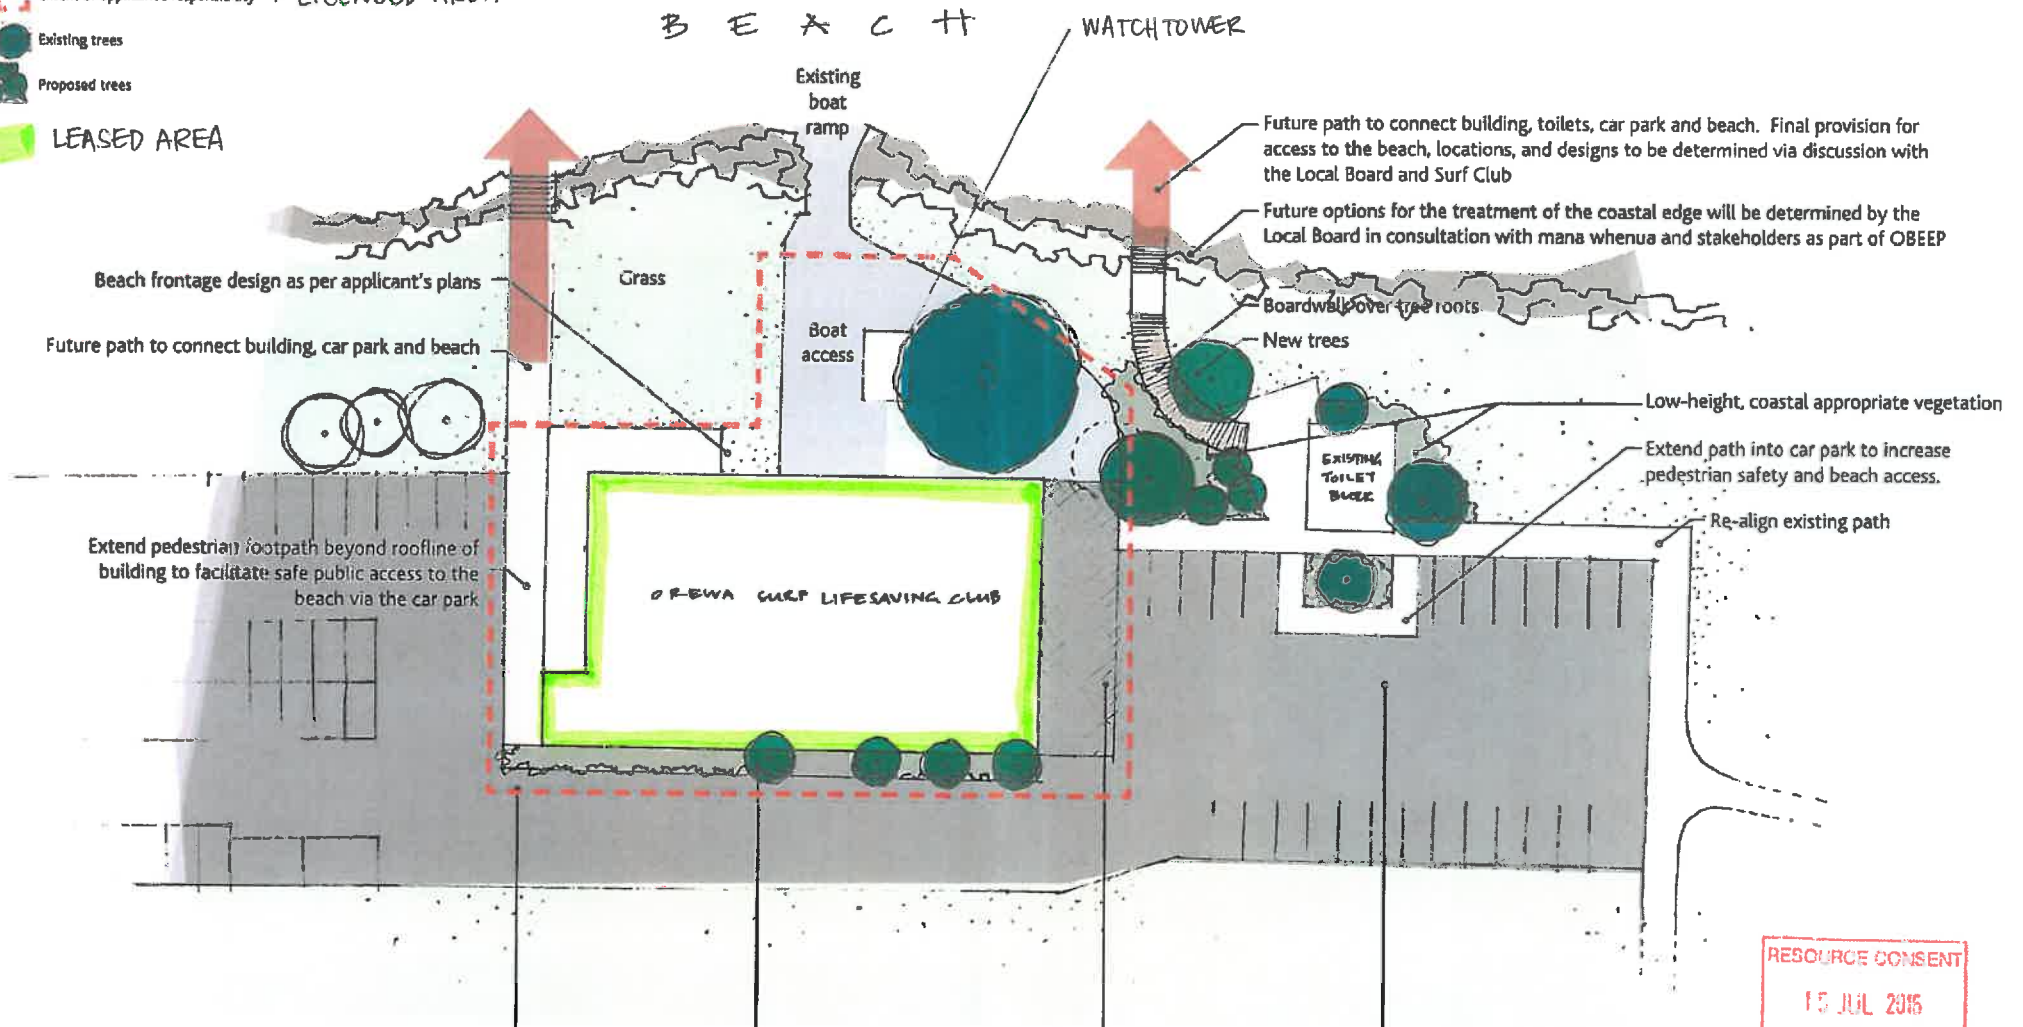 LICENSED AREA
Existing trees
Proposed trees
LEASED AREA
BEACH
WATCHTOWER
Existing
boat
ramp
Future path to connect building, toilets, car park and beach. Final provision for
access to the beach, locations, and designs to be determined via discussion with
the Local Board and Surf Club
Future options for the treatment of the coastal edge will be determined by the
Local Board in consultation with mana whenua and stakeholders as part of OBEEP
Beach frontage design as per applicant's plans
Grass
Boardwalk over tree roots
Boat
access
New trees
Future path to connect building, car park and beach
Low-height, coastal appropriate vegetation
Extend path into car park to increase
pedestrian safety and beach access.
EXISTING
TOILET
BLOCK
Re-align existing path
Extend pedestrian footpath beyond roofline of
building to facilitate safe public access to the
beach via the car park
OREWA SURF LIFESAVING CLUB
RESOURCE CONSENT
15 JUL 2016